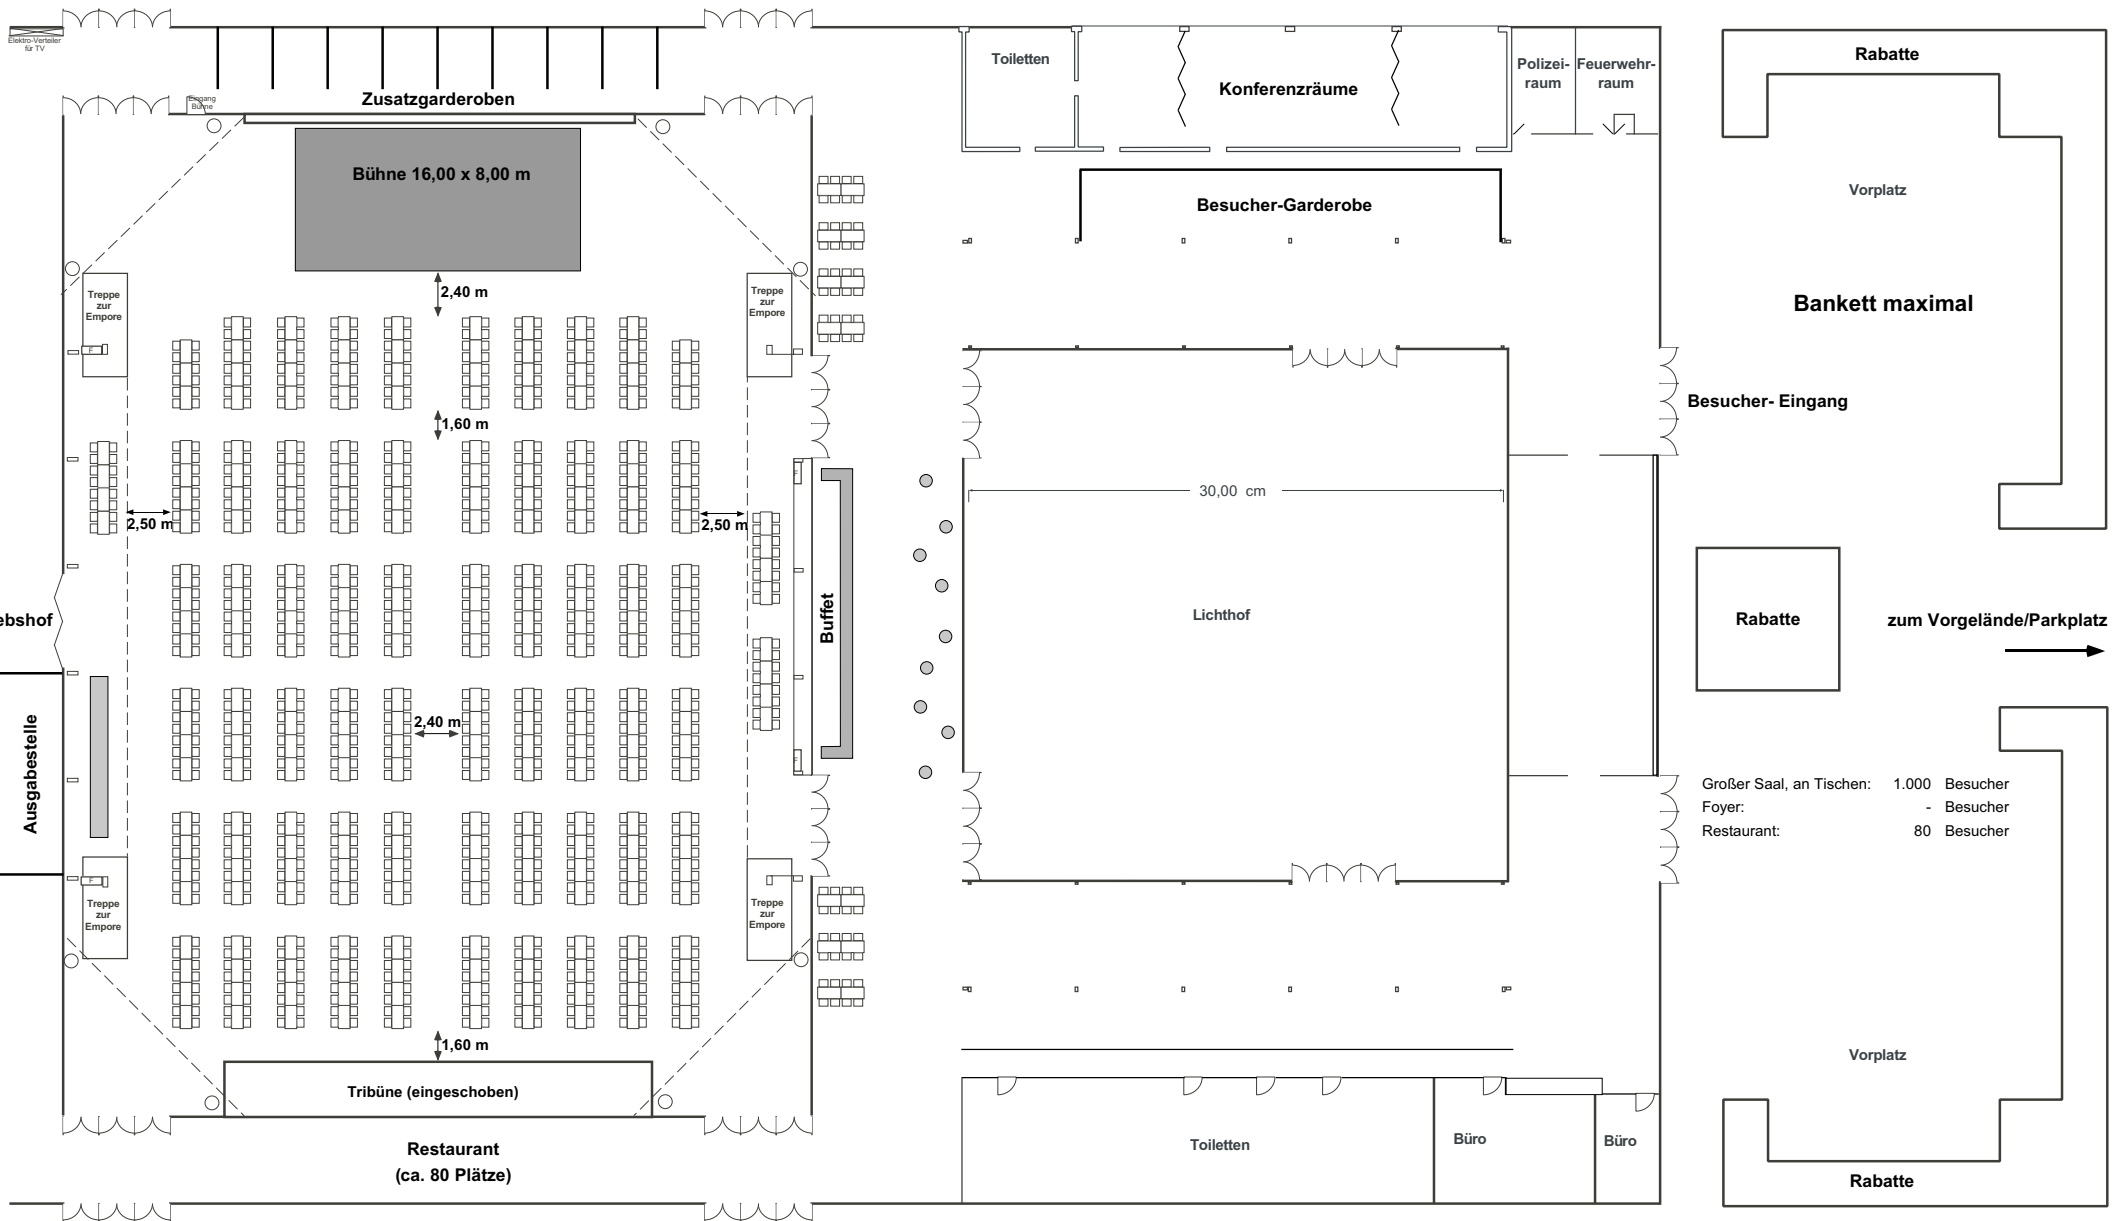 Elektro-Verteiler
für TV
Eingang
Bühne
Zusatzgarderoben
Toiletten
Konferenzräume
Polizei-
raum
Feuerwehr-
raum
Rabatte
Bühne 16,00 x 8,00 m
Besucher-Garderobe
Vorplatz
Treppe
zur
Empore
F
2,40 m
Treppe
zur
Empore
Bankett maximal
1,60 m
Besucher- Eingang
2,50 m
2,50 m
F
30,00 cm
ebshof
Buffet
Lichthof
Rabatte
zum Vorgelände/Parkplatz
Ausgabestelle
2,40 m
F
Großer Saal, an Tischen: 1.000 Besucher
Foyer: - Besucher
Restaurant: 80 Besucher
F
Treppe
zur
Empore
Treppe
zur
Empore
1,60 m
Vorplatz
Tribüne (eingeschoben)
Restaurant
(ca. 80 Plätze)
Toiletten
Büro
Büro
Rabatte